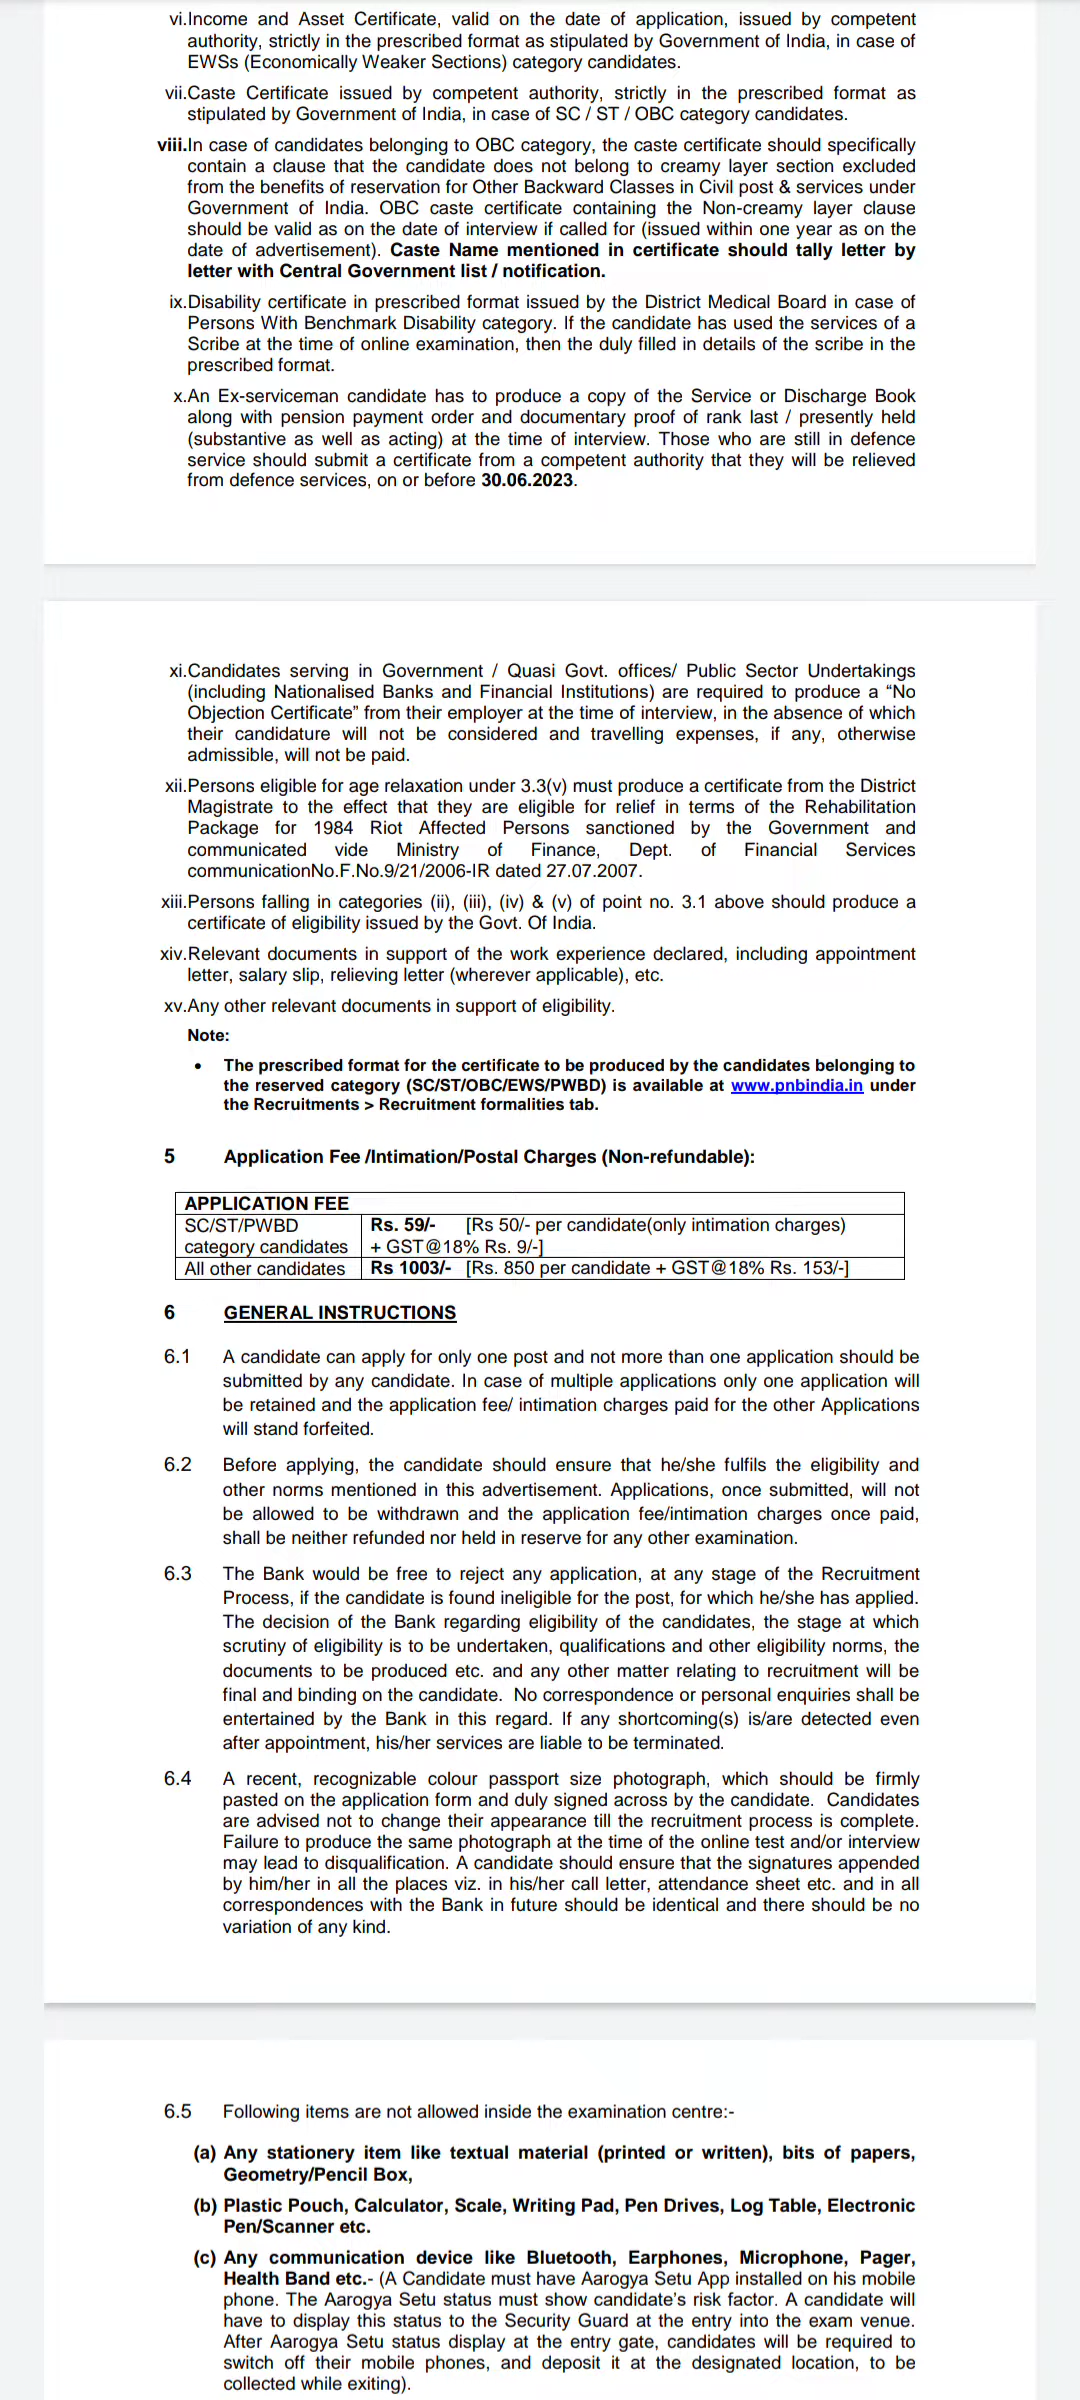 vi.Income and Asset Certificate, valid on the date of application, issued by competent
authority, strictly in the prescribed format as stipulated by Government of India, in case of
EWSs (Economically Weaker Sections) category candidates.
vii.Caste Certificate issued by competent authority, strictly in the prescribed format as
stipulated by Government of India, in case of SC / ST / OBC category candidates.
viii.In case of candidates belonging to OBC category, the caste certificate should specifically
contain a clause that the candidate does not belong to creamy layer section excluded
from the benefits of reservation for Other Backward Classes in Civil post & services under
Government of India. OBC caste certificate containing the Non-creamy layer clause
should be valid as on the date of interview if called for (issued within one year as on the
date of advertisement). Caste Name mentioned in certificate should tally letter by
letter with Central Government list / notification.
ix.Disability certificate in prescribed format issued by the District Medical Board in case of
Persons With Benchmark Disability category. If the candidate has used the services of a
Scribe at the time of online examination, then the duly filled in details of the scribe in the
prescribed format.
x.An Ex-serviceman candidate has to produce a copy of the Service or Discharge Book
along with pension payment order and documentary proof of rank last / presently held
(substantive as well as acting) at the time of interview. Those who are still in defence
service should submit a certificate from a competent authority that they will be relieved
from defence services, on or before 30.06.2023.
xi.Candidates serving in Government / Quasi Govt. offices/ Public Sector Undertakings
(including Nationalised Banks and Financial Institutions) are required to produce a “No
Objection Certificate” from their employer at the time of interview, in the absence of which
their candidature will not be considered and travelling expenses, if any, otherwise
admissible, will not be paid.
xii.Persons eligible for age relaxation under 3.3(v) must produce a certificate from the District
Magistrate to the effect that they are eligible for relief in terms of the Rehabilitation
Package for 1984 Riot Affected Persons sanctioned by the Government and
communicated vide Ministry of Finance, Dept. of Financial Services
communicationNo.F.No.9/21/2006-IR dated 27.07.2007.
xiii.Persons falling in categories (ii), (iii), (iv) & (v) of point no. 3.1 above should produce a
certificate of eligibility issued by the Govt. Of India.
xiv.Relevant documents in support of the work experience declared, including appointment
letter, salary slip, relieving letter (wherever applicable), etc.
xv.Any other relevant documents in support of eligibility.
Note:
• The prescribed format for the certificate to be produced by the candidates belonging to
the reserved category (SC/ST/OBC/EWS/PWBD) is available at www.pnbindia.in under
the Recruitments > Recruitment formalities tab.
5 Application Fee /Intimation/Postal Charges (Non-refundable):
APPLICATION FEE
SC/ST/PWBD Rs. 59/- [Rs 50/- per candidate(only intimation charges)
category candidates + GST@18% Rs. 9/-]
All other candidates Rs 1003/- [Rs. 850 per candidate + GST@18% Rs. 153/-]
6 GENERAL INSTRUCTIONS
6.1 A candidate can apply for only one post and not more than one application should be
submitted by any candidate. In case of multiple applications only one application will
be retained and the application fee/ intimation charges paid for the other Applications
will stand forfeited.
6.2 Before applying, the candidate should ensure that he/she fulfils the eligibility and
other norms mentioned in this advertisement. Applications, once submitted, will not
be allowed to be withdrawn and the application fee/intimation charges once paid,
shall be neither refunded nor held in reserve for any other examination.
6.3 The Bank would be free to reject any application, at any stage of the Recruitment
Process, if the candidate is found ineligible for the post, for which he/she has applied.
The decision of the Bank regarding eligibility of the candidates, the stage at which
scrutiny of eligibility is to be undertaken, qualifications and other eligibility norms, the
documents to be produced etc. and any other matter relating to recruitment will be
final and binding on the candidate. No correspondence or personal enquiries shall be
entertained by the Bank in this regard. If any shortcoming(s) is/are detected even
after appointment, his/her services are liable to be terminated.
6.4 A recent, recognizable colour passport size photograph, which should be firmly
pasted on the application form and duly signed across by the candidate. Candidates
are advised not to change their appearance till the recruitment process is complete.
Failure to produce the same photograph at the time of the online test and/or interview
may lead to disqualification. A candidate should ensure that the signatures appended
by him/her in all the places viz. in his/her call letter, attendance sheet etc. and in all
correspondences with the Bank in future should be identical and there should be no
variation of any kind.
6.5 Following items are not allowed inside the examination centre:-
(a) Any stationery item like textual material (printed or written), bits of papers,
Geometry/Pencil Box,
(b) Plastic Pouch, Calculator, Scale, Writing Pad, Pen Drives, Log Table, Electronic
Pen/Scanner etc.
(c) Any communication device like Bluetooth, Earphones, Microphone, Pager,
Health Band etc.- (A Candidate must have Aarogya Setu App installed on his mobile
phone. The Aarogya Setu status must show candidate’s risk factor. A candidate will
have to display this status to the Security Guard at the entry into the exam venue.
After Aarogya Setu status display at the entry gate, candidates will be required to
switch off their mobile phones, and deposit it at the designated location, to be
collected while exiting).